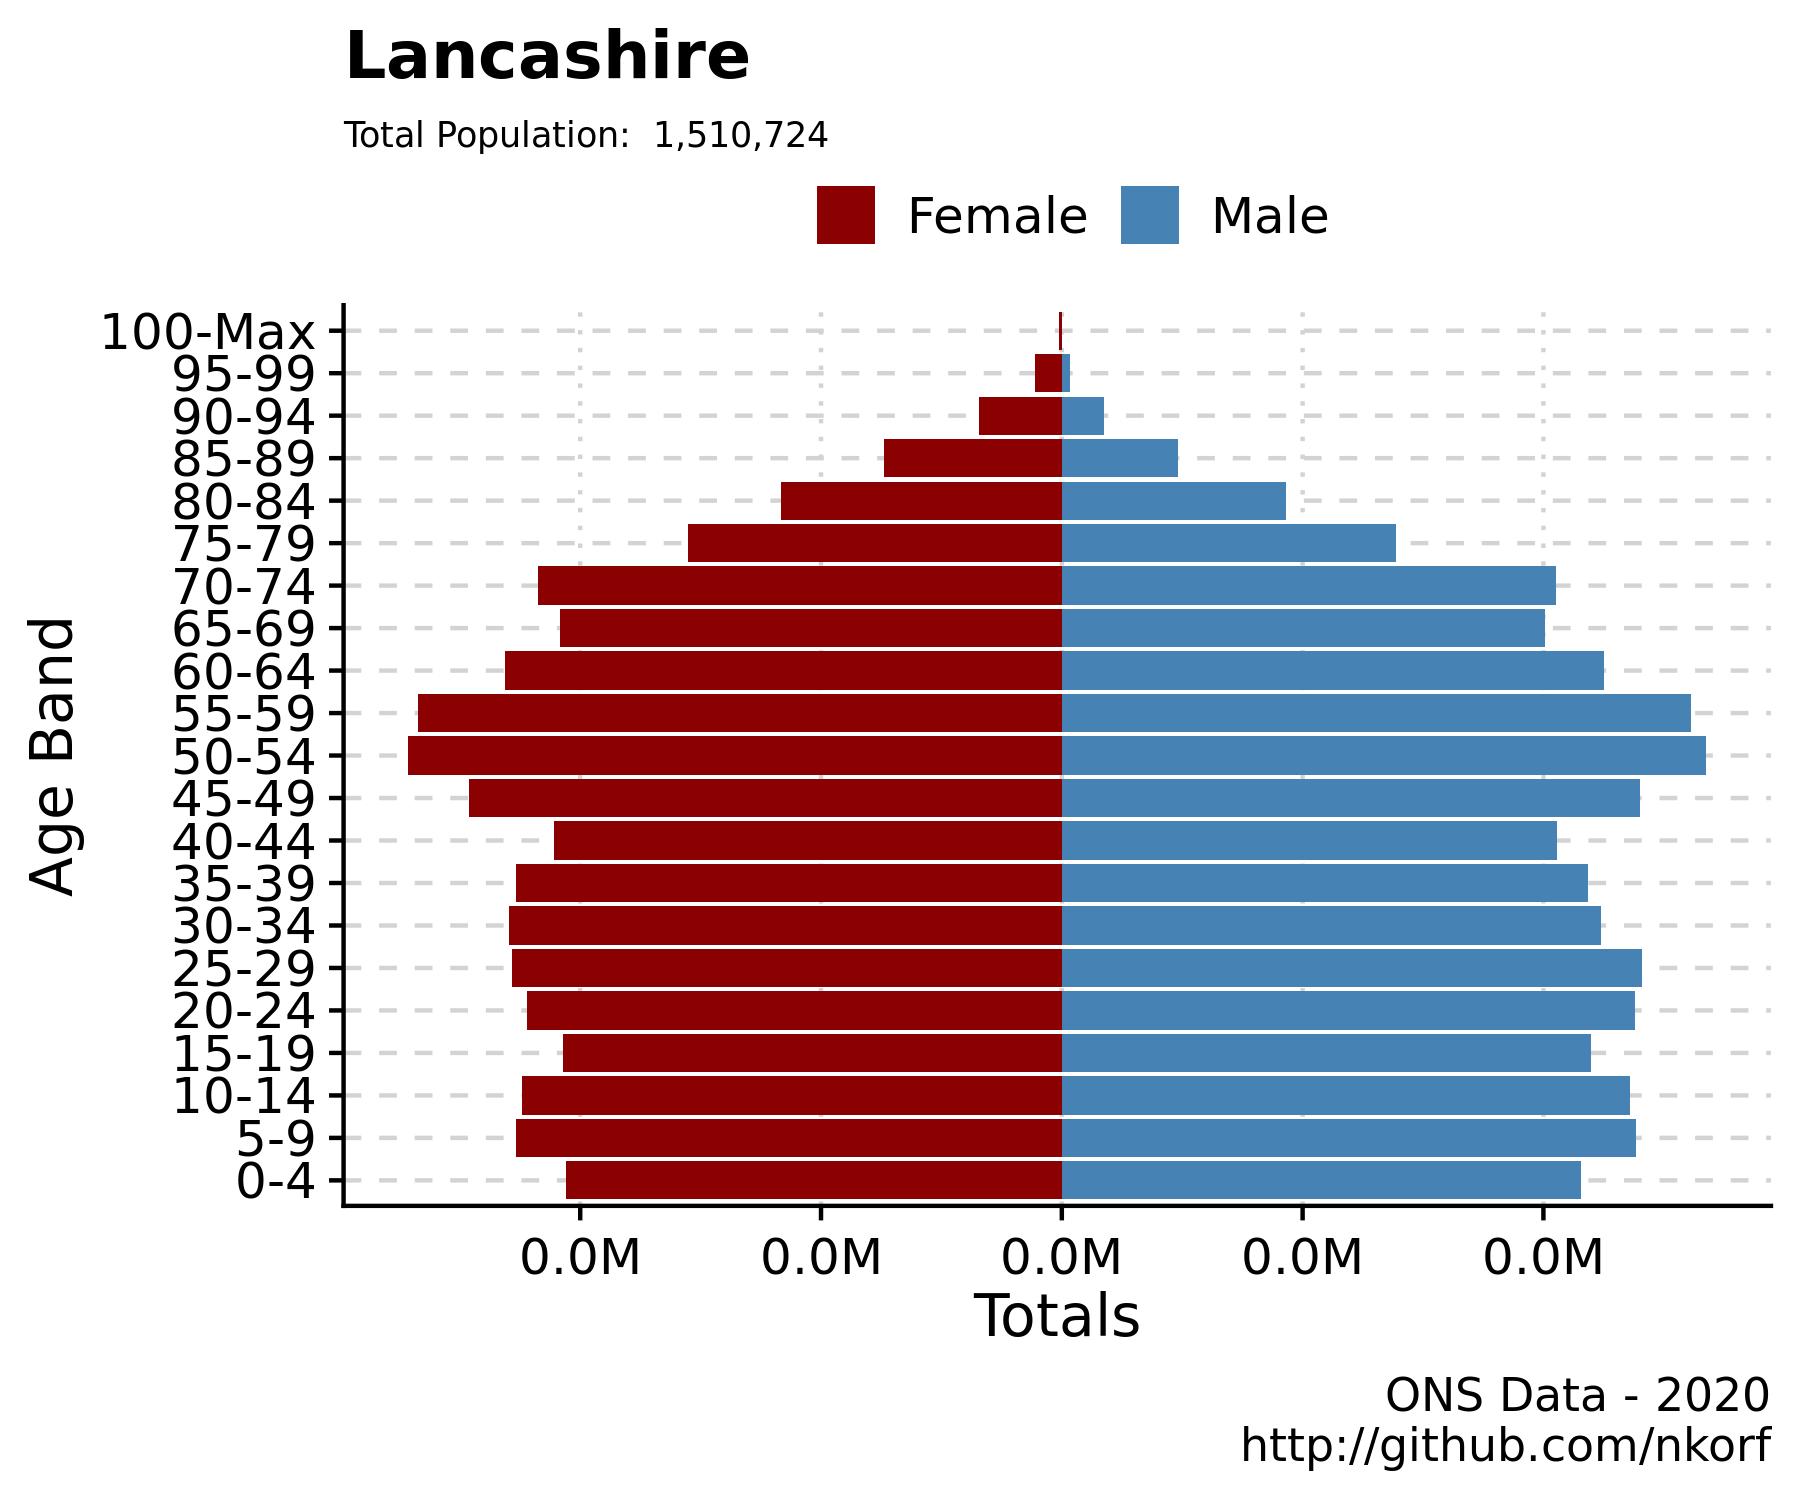 Lancashire
Total Population:  1,510,724
Female Male
100-Max
95-99
90-94
85-89
80-84
75-79
70-74
65-69
60-64
55-59
50-54
45-49
40-44
35-39
30-34
25-29
20-24
15-19
10-14
5-9
0-4
Age Band
0.0M 0.0M 0.0M 0.0M 0.0M
Totals
ONS Data - 2020
http://github.com/nkorf